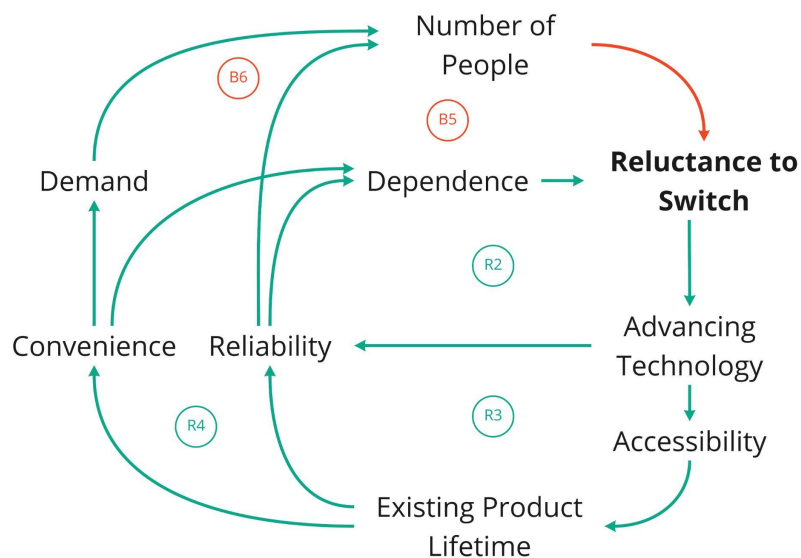 Number of
People
B6
B5
Demand
Dependence
Reluctance to
Switch
R2
Convenience
Reliability
Advancing
Technology
R4
R3
Accessibility
Existing Product
Lifetime